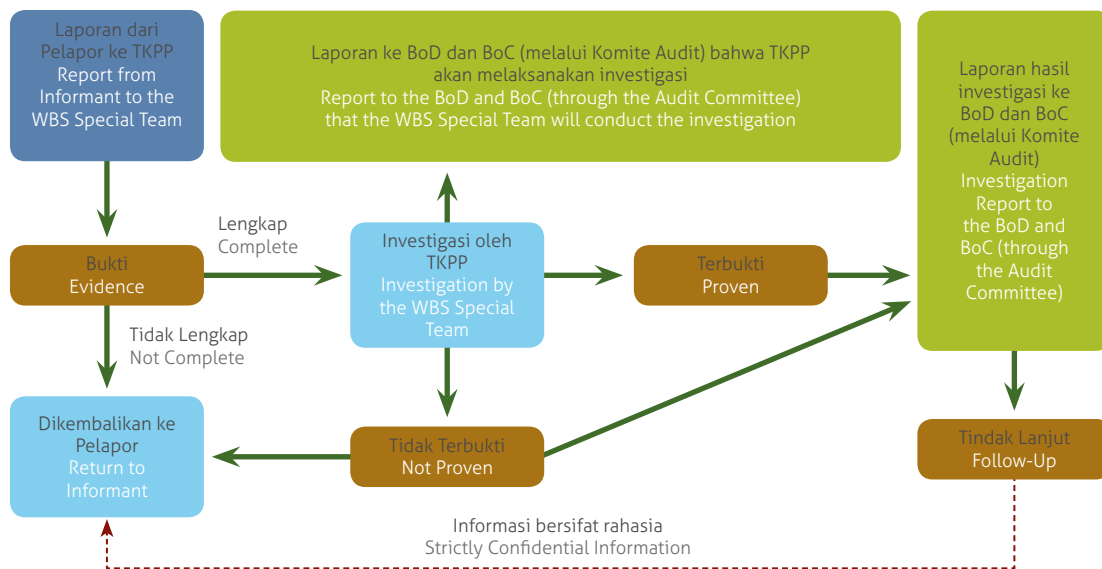 Laporan dari
Pelapor ke TKPP
Report from
Informant to the
WBS Special Team
Laporan ke BoD dan BoC (melalui Komite Audit) bahwa TKPP
akan melaksanakan investigasi
Report to the BoD and BoC (through the Audit Committee)
that the WBS Special Team will conduct the investigation
Laporan hasil
investigasi ke
BoD dan BoC
(melalui Komite
Audit)
Investigation
Report to
the BoD and
BoC (through
the Audit
Committee)
Lengkap
Complete
Bukti
Evidence
Investigasi oleh
TKPP
Investigation by
the WBS Special
Team
Terbukti
Proven
Tidak Lengkap
Not Complete
Dikembalikan ke
Pelapor
Return to
Informant
Tidak Terbukti
Not Proven
Tindak Lanjut
Follow-Up
Informasi bersifat rahasia
Strictly Confidential Information